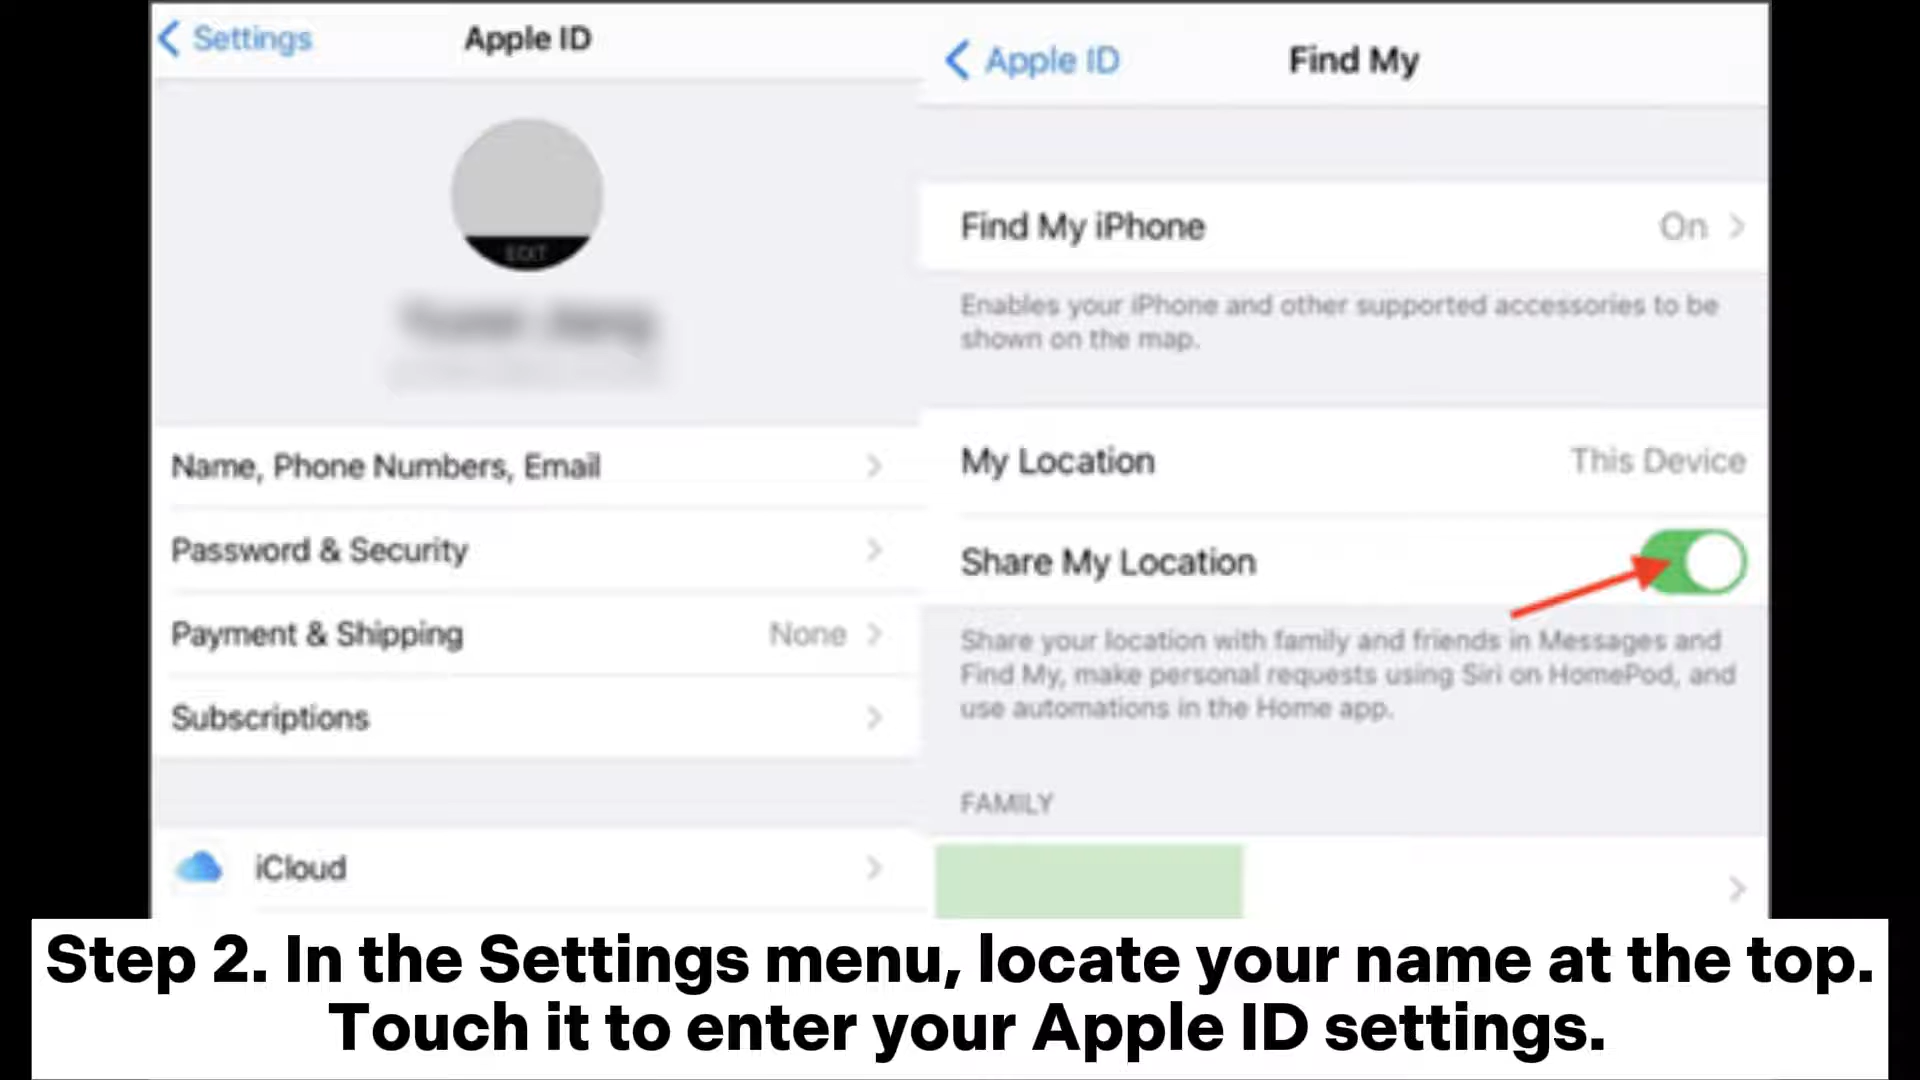 Settings
Apple ID
EDIT
Name, Phone Numbers, Email
Password & Security
Payment & Shipping
None
Subscriptions
iCloud
Apple ID
Find My
Find My iPhone
On
Enables your iPhone and other supported accessories to be
shown on the map.
My Location
This Device
Share My Location
Share your location with family and friends in Messages and
Find My, make personal requests using Siri on HomePod, and
use automations in the Home app.
FAMILY
Step 2. In the Settings menu, locate your name at the top.
Touch it to enter your Apple ID settings.